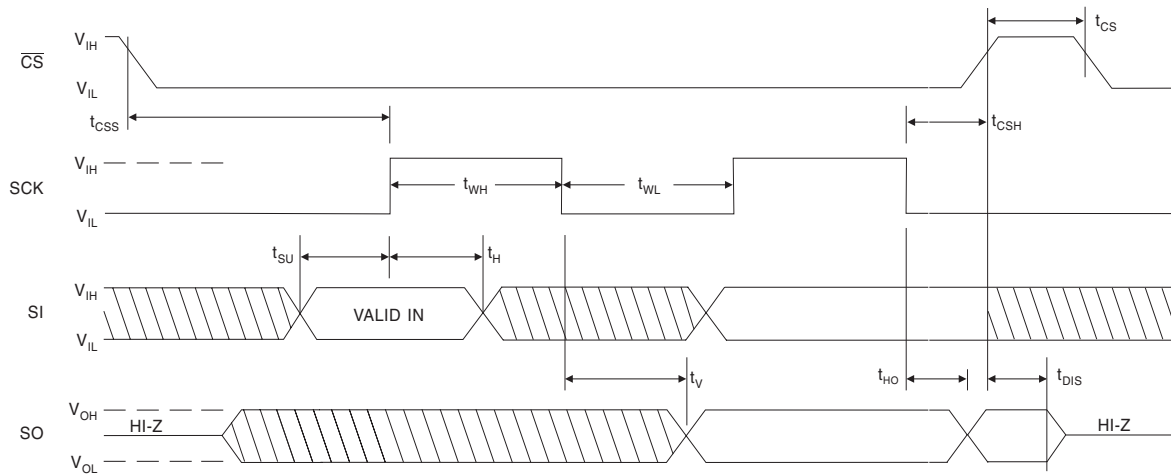 t_CS
V_IH
CS
V_IL
t_CSS
t_CSH
V_IH
SCK
t_WH
t_WL
V_IL
t_SU
t_H
V_IH
SI
VALID IN
V_IL
t_V
t_HO
t_DIS
V_OH
SO
HI-Z
HI-Z
V_OL